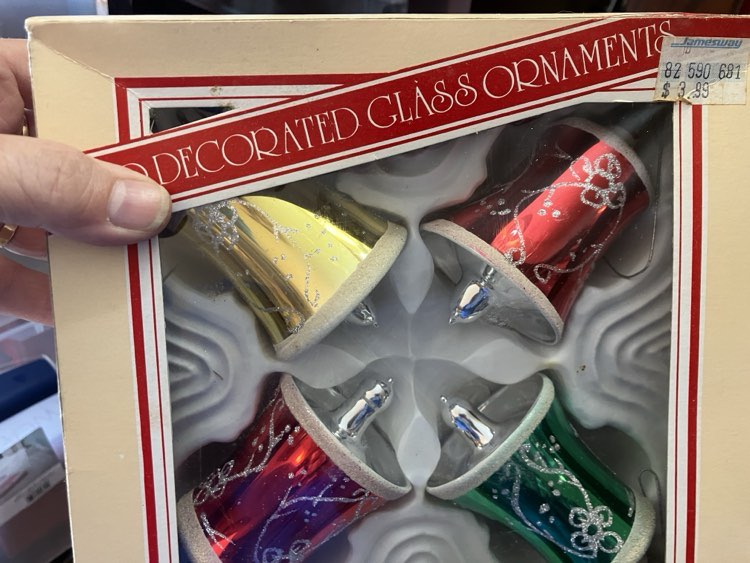 DECORATED GLASS ORNAMENTS
Jamesway
82 590 681
$ 3.99